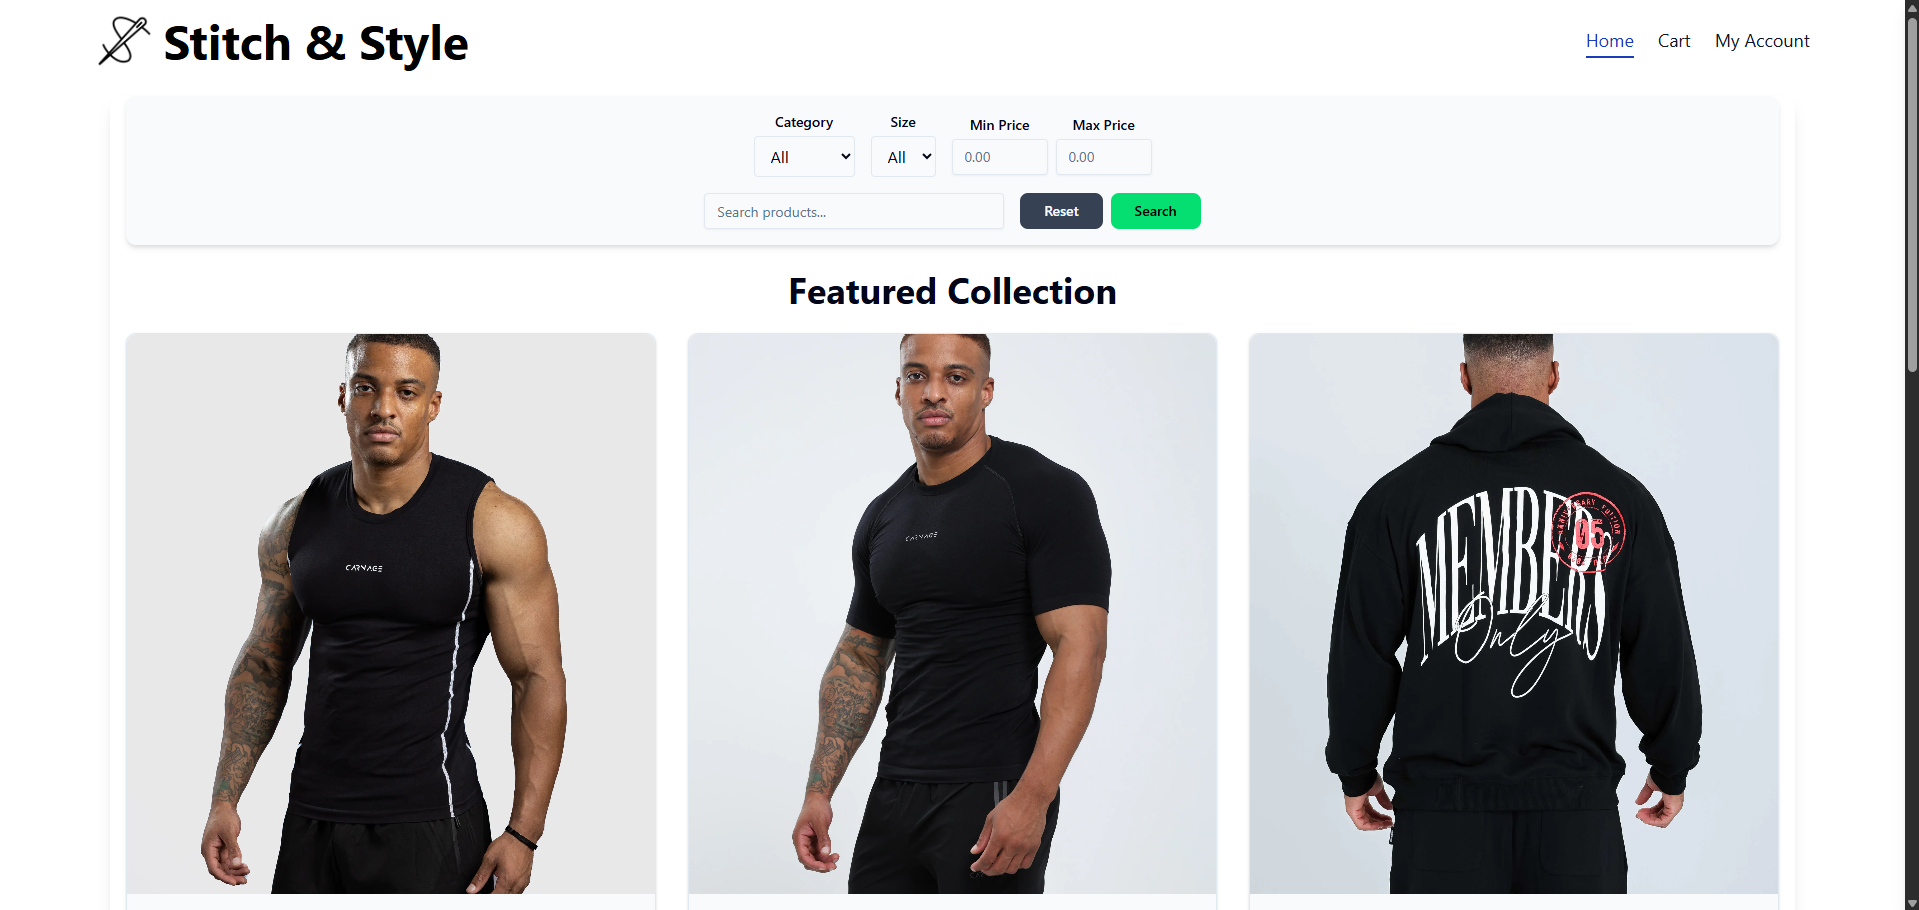 Stitch & Style
Home
Cart
My Account
Category
Size
Min Price
Max Price
All
All
0.00
0.00
Search products...
Reset
Search
Featured Collection
CARNAGE
CARNAGE
MEMBERS
Only
05